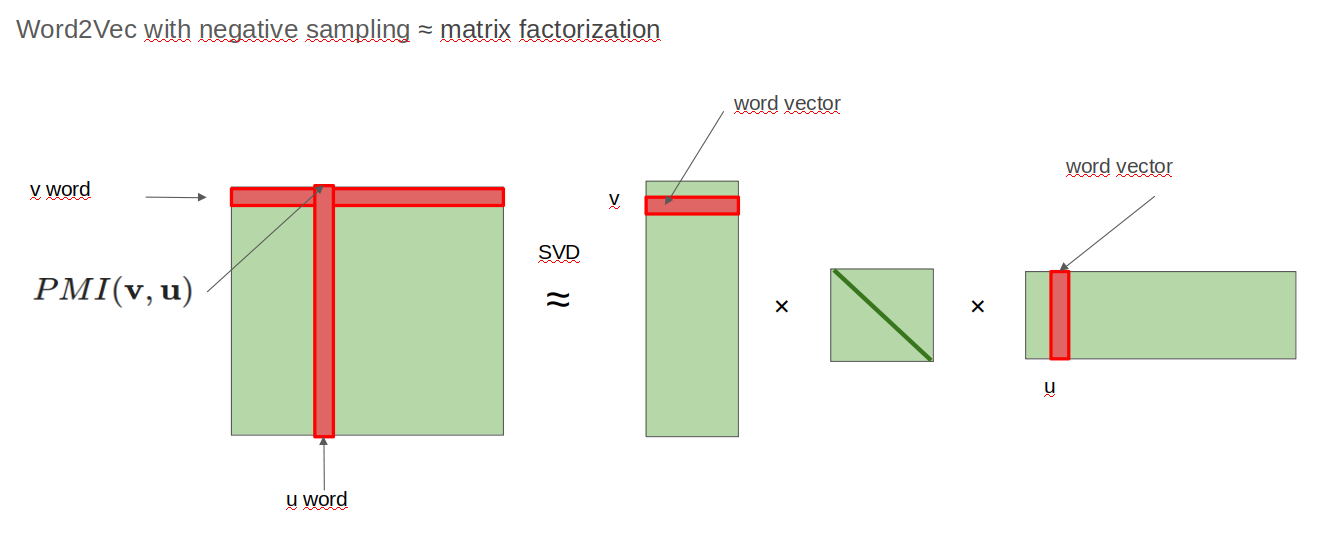 Word2Vec with negative sampling ≈ matrix factorization
word vector
word vector
v word
v
SVD
≈
PMI(v, u)
×
×
u
u word